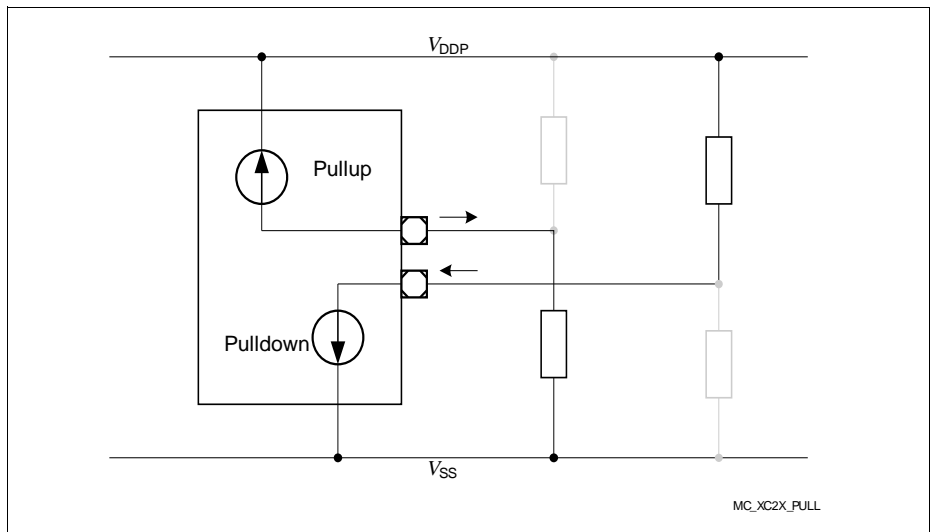 VDDP
Pullup
Pulldown
VSS
MC_XC2X_PULL